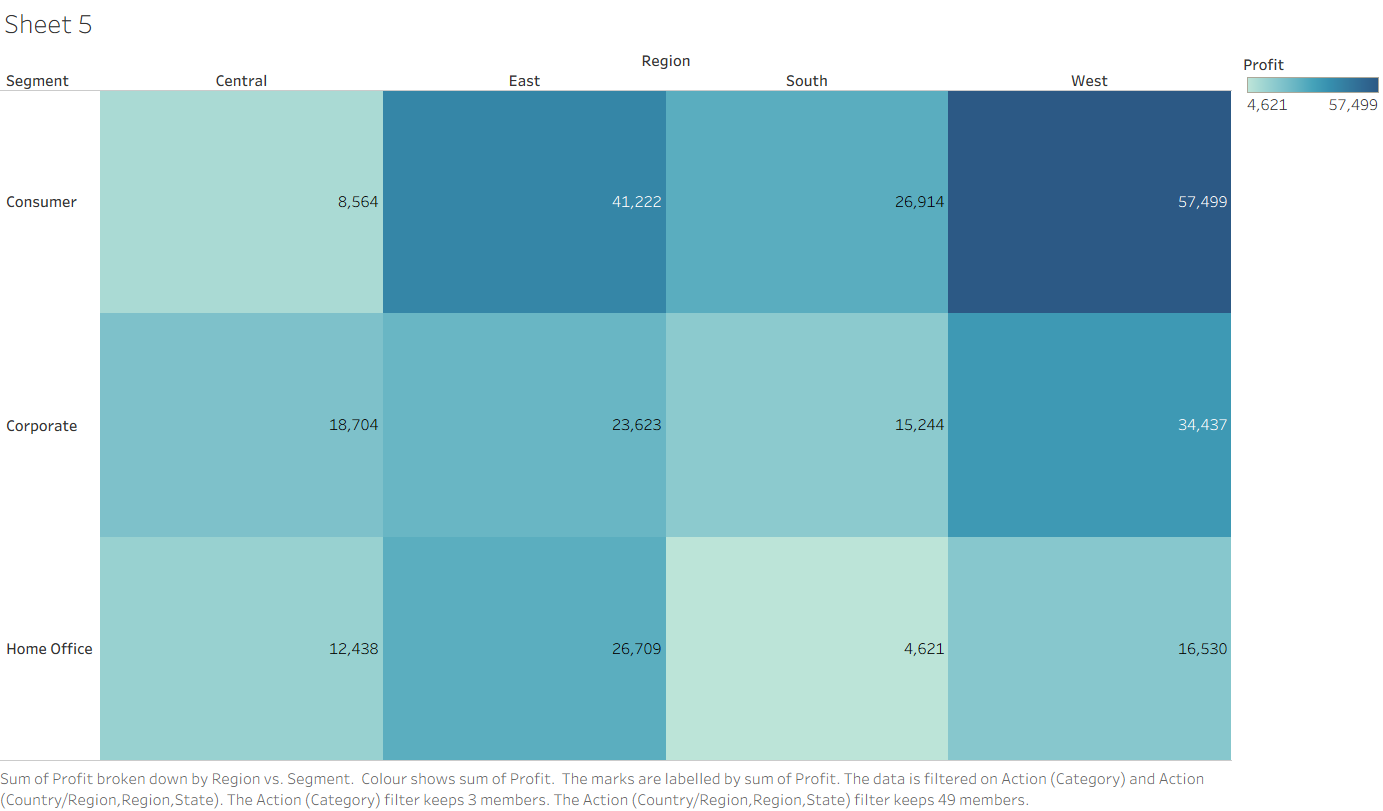 Sheet 5
Region
Segment Central East South West
Profit
4,621 57,499
Consumer 8,564 41,222 26,914 57,499
Corporate 18,704 23,623 15,244 34,437
Home Office 12,438 26,709 4,621 16,530
Sum of Profit broken down by Region vs. Segment.  Colour shows sum of Profit.  The marks are labelled by sum of Profit. The data is filtered on Action (Category) and Action
(Country/Region,Region,State). The Action (Category) filter keeps 3 members. The Action (Country/Region,Region,State) filter keeps 49 members.